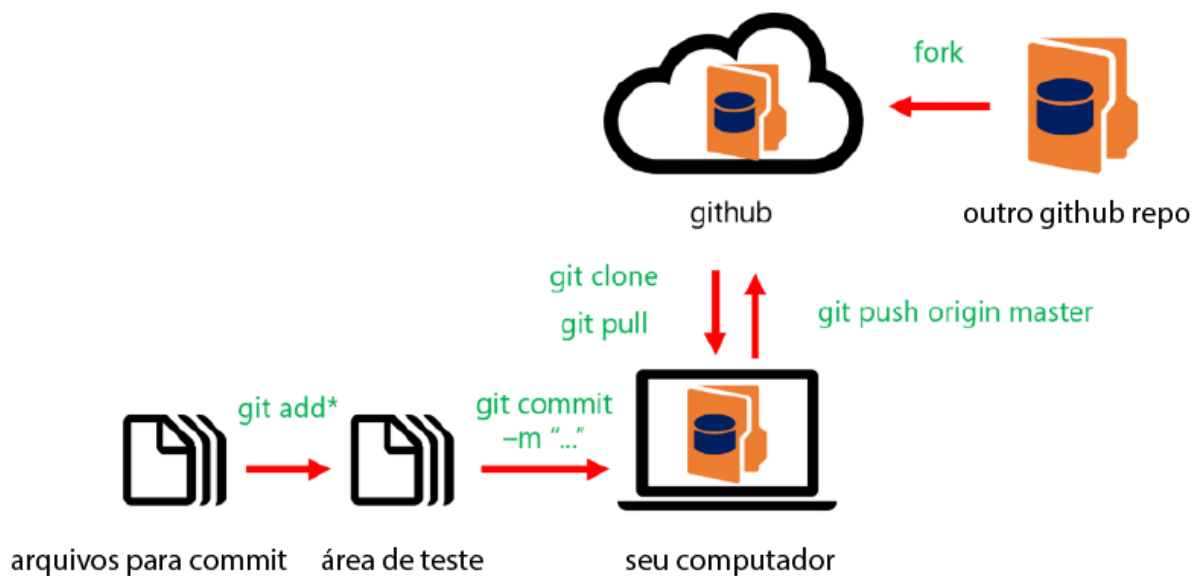 fork
github
outro github repo
git clone
git pull
git push origin master
git add*
git commit
–m “...”
arquivos para commit
área de teste
seu computador